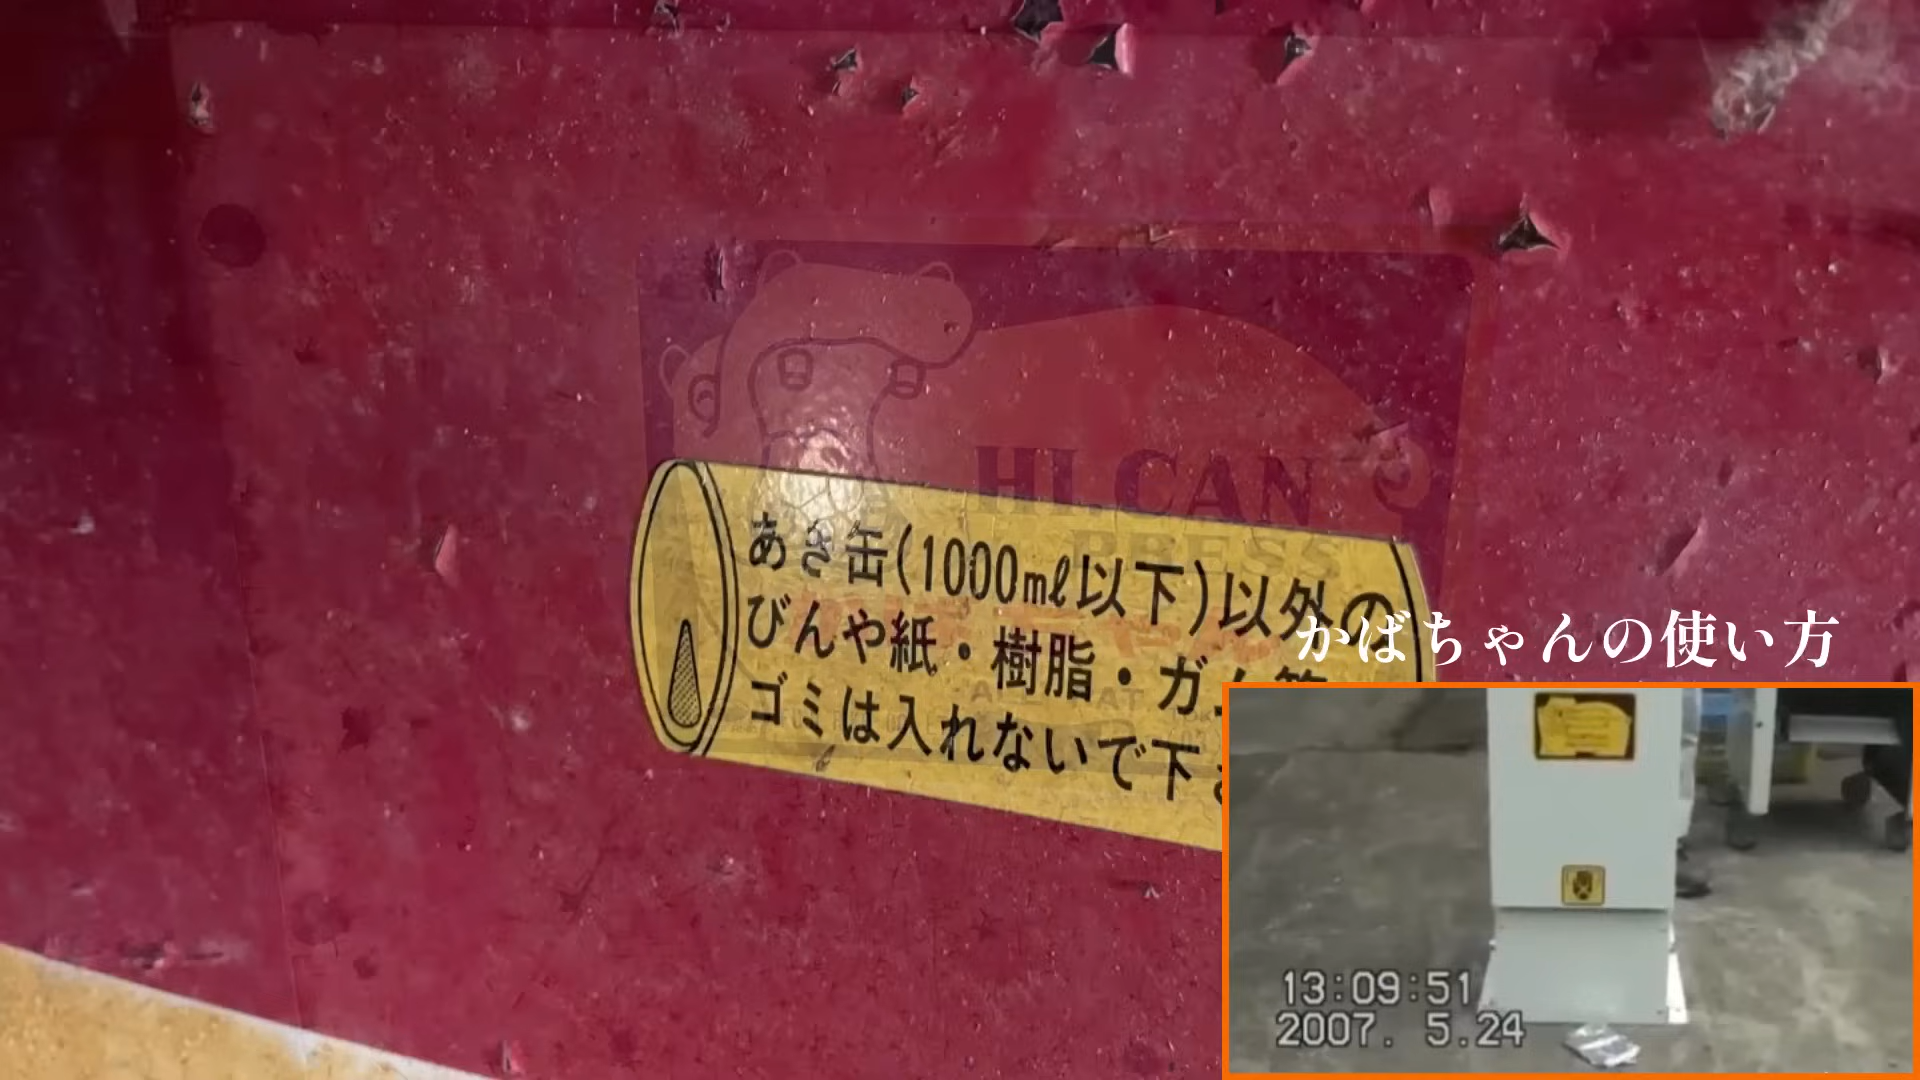 HI.CAN
PRESS
あき缶(1000mℓ以下)以外の
びんや紙・樹脂・ガ
ゴミは入れないで下
かばちゃんの使い方
13:09:51
2007. 5.24